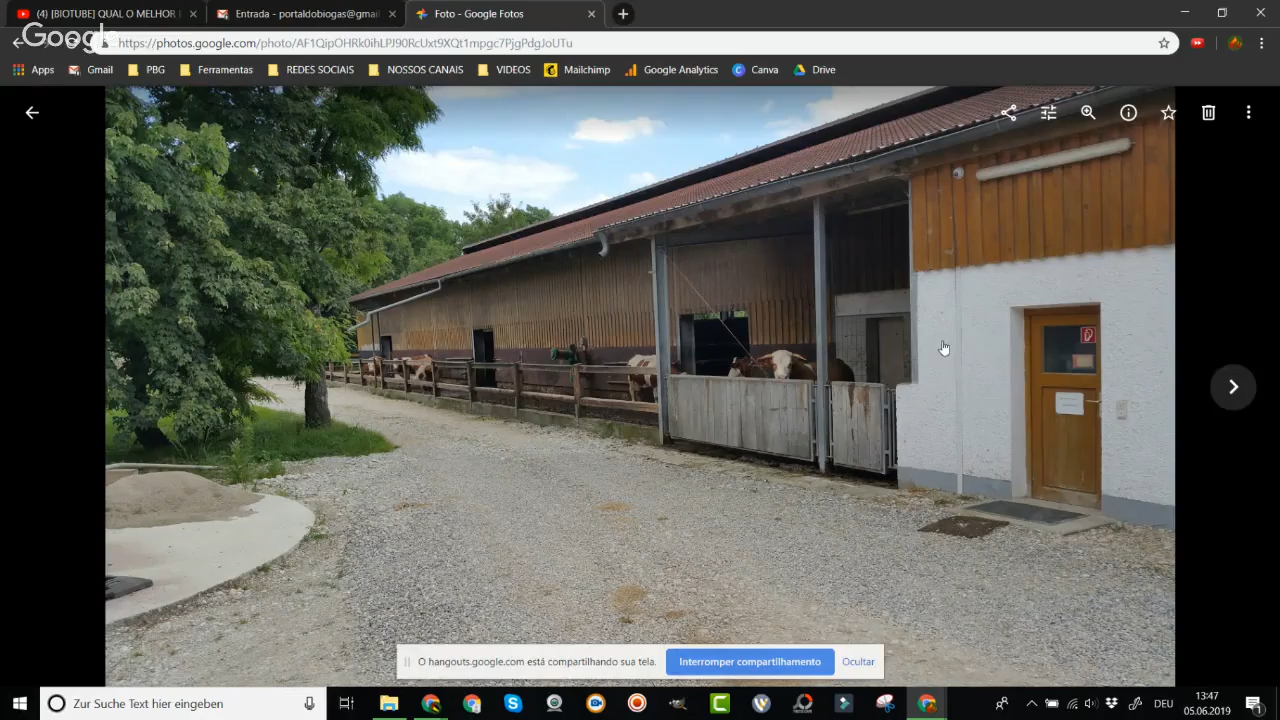 (4) [BIOTUBE] QUAL O MELHOR
Entrada - portaldobiogas@gmai
Foto - Google Fotos
Google
https://photos.google.com/photo/AF1QipOHRk0ihLPJ90RcUxt9XQt1mpgc7PjgPdgJoUTu
Apps Gmail PBG Ferramentas REDES SOCIAIS NOSSOS CANAIS VIDEOS Mailchimp Google Analytics Canva Drive
O hangouts.google.com está compartilhando sua tela. Interromper compartilhamento Ocultar
Zur Suche Text hier eingeben
DEU
13:47
05.06.2019
1